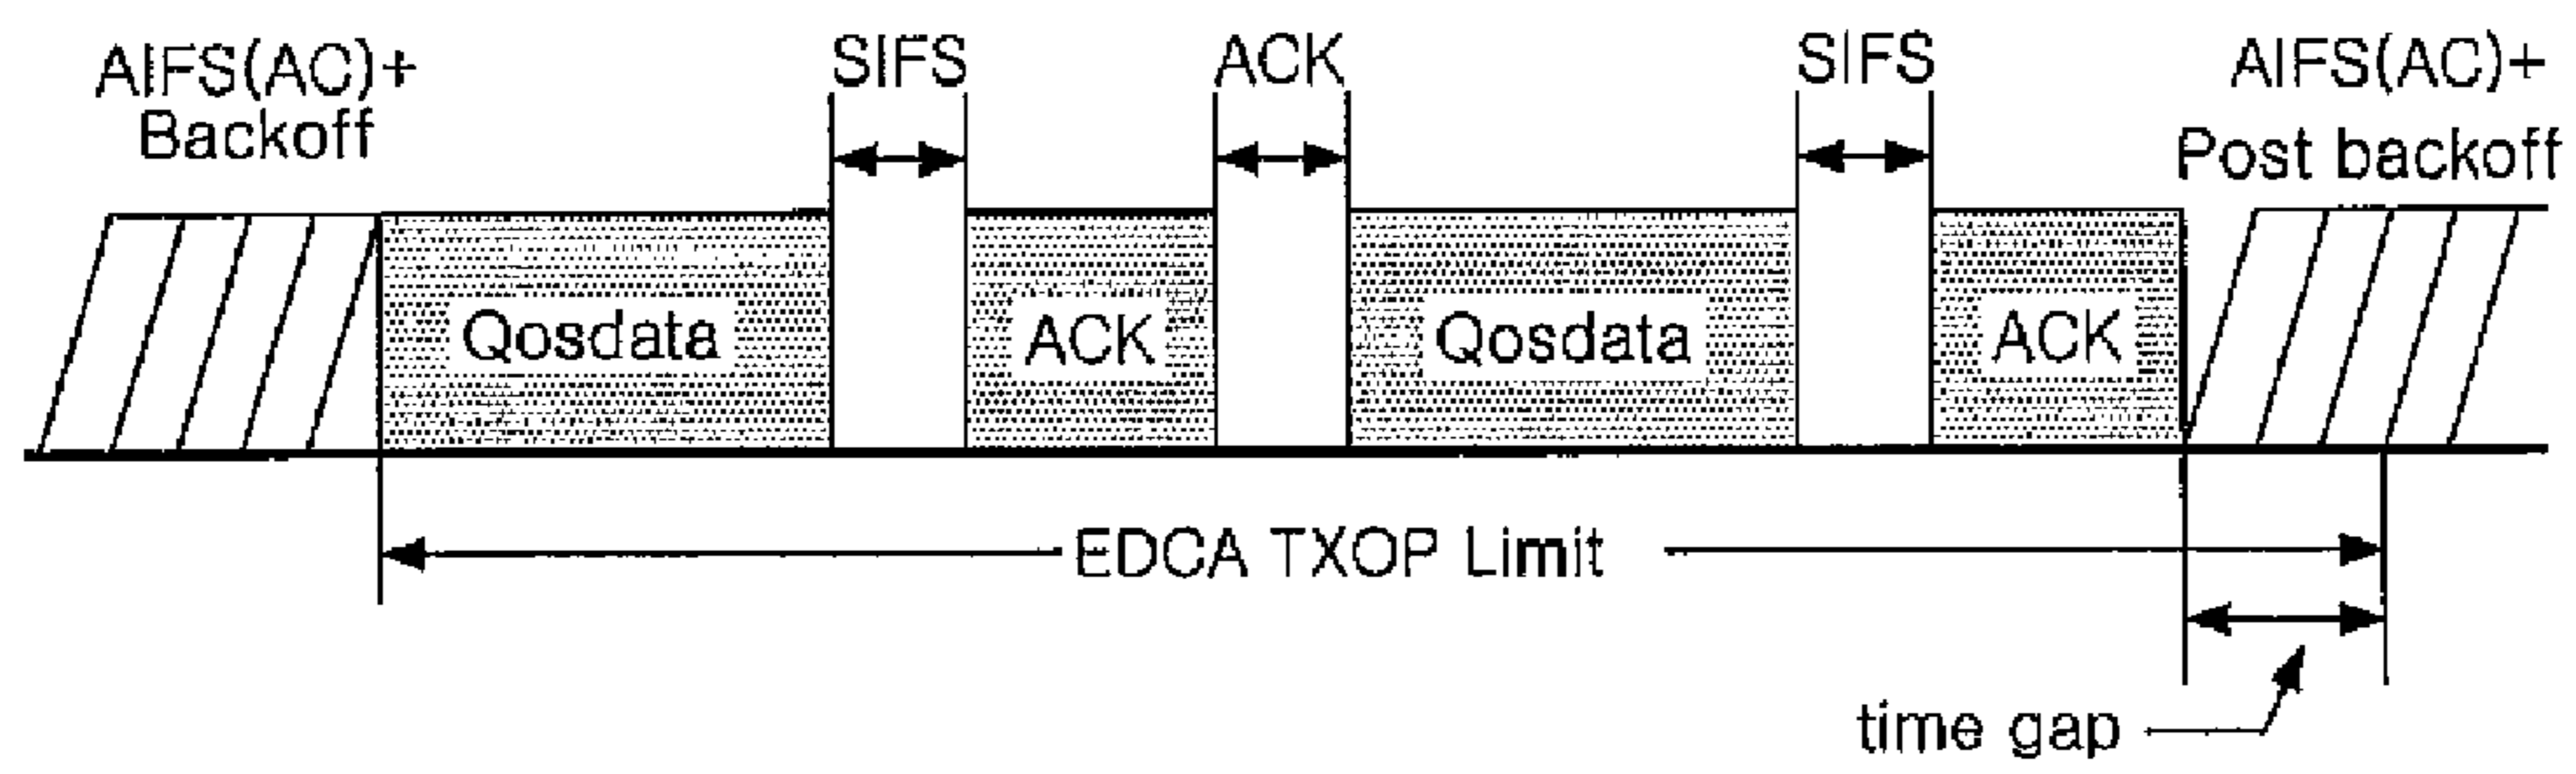 AIFS(AC)+
Backoff
SIFS
ACK
SIFS
AIFS(AC)+
Post backoff
Qosdata
ACK
Qosdata
ACK
EDCA TXOP Limit
time gap